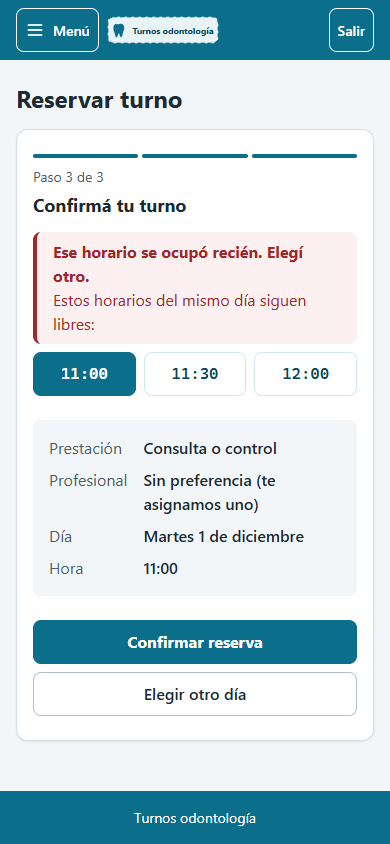 Menú
Turnos odontología
Salir
Reservar turno
Paso 3 de 3
Confirmá tu turno
Ese horario se ocupó recién. Elegí
otro.
Estos horarios del mismo día siguen
libres:
11:00 11:30 12:00
Prestación Consulta o control
Profesional Sin preferencia (te
asignamos uno)
Día Martes 1 de diciembre
Hora 11:00
Confirmar reserva
Elegir otro día
Turnos odontología